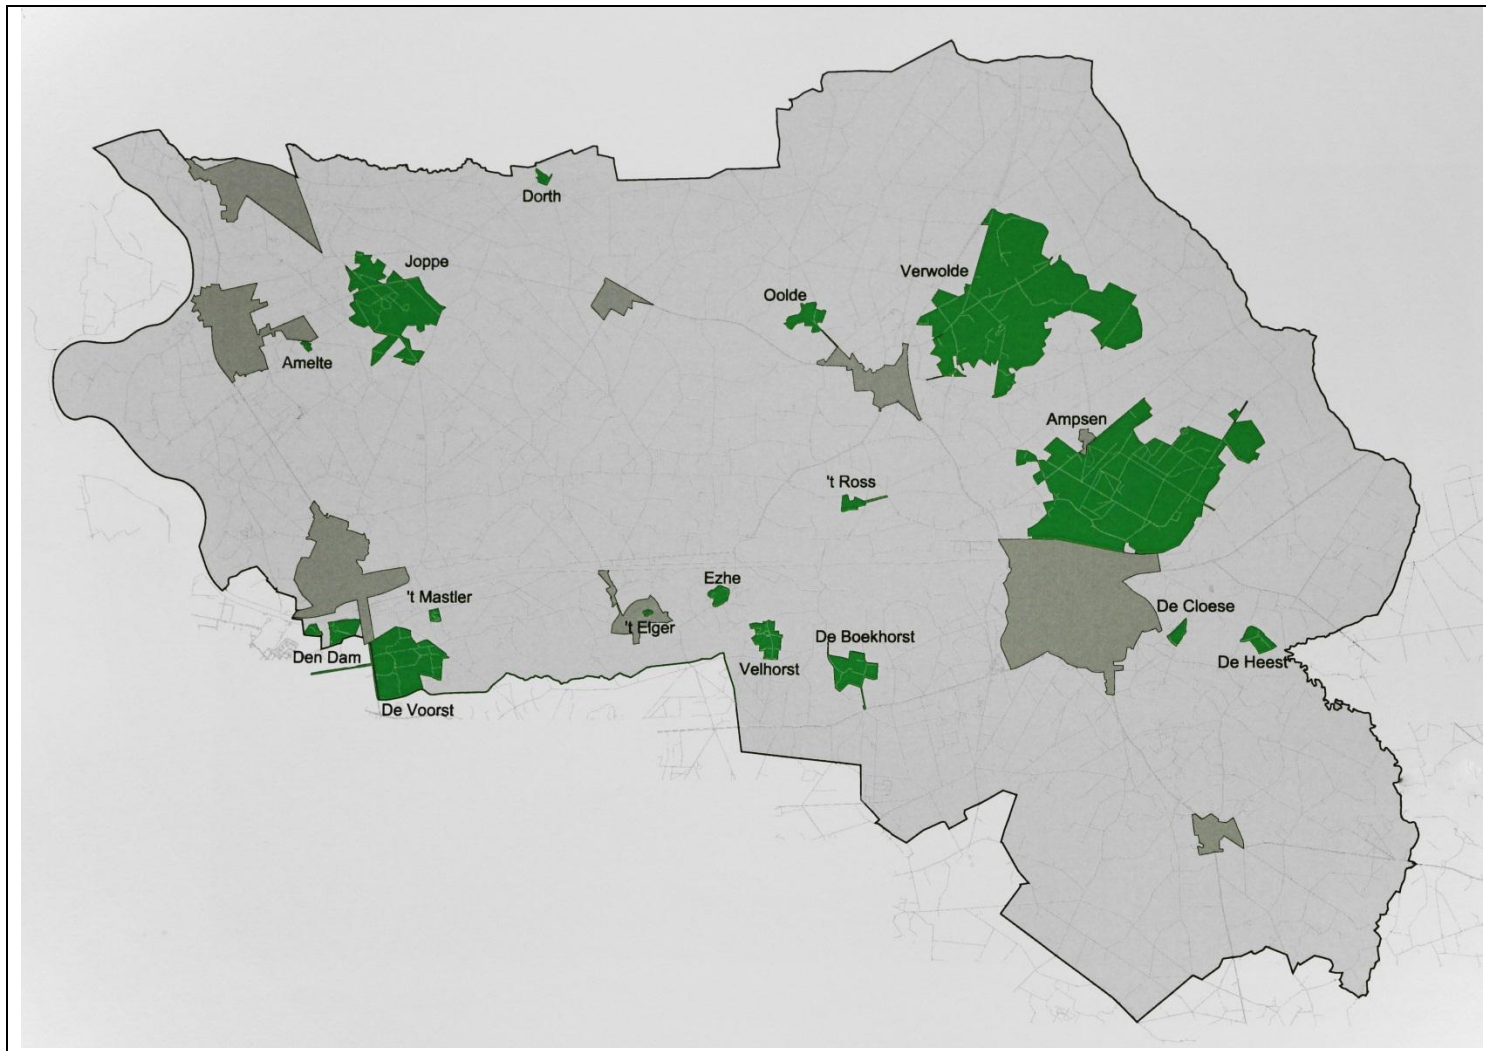 Dorth
Joppe
Verwolde
Oolde
Amelte
Ampsen
't Ross
Ezhe
't Mastler
De Cloese
't Elger
De Boekhorst
Den Dam
Velhorst
De Heest
De Voorst